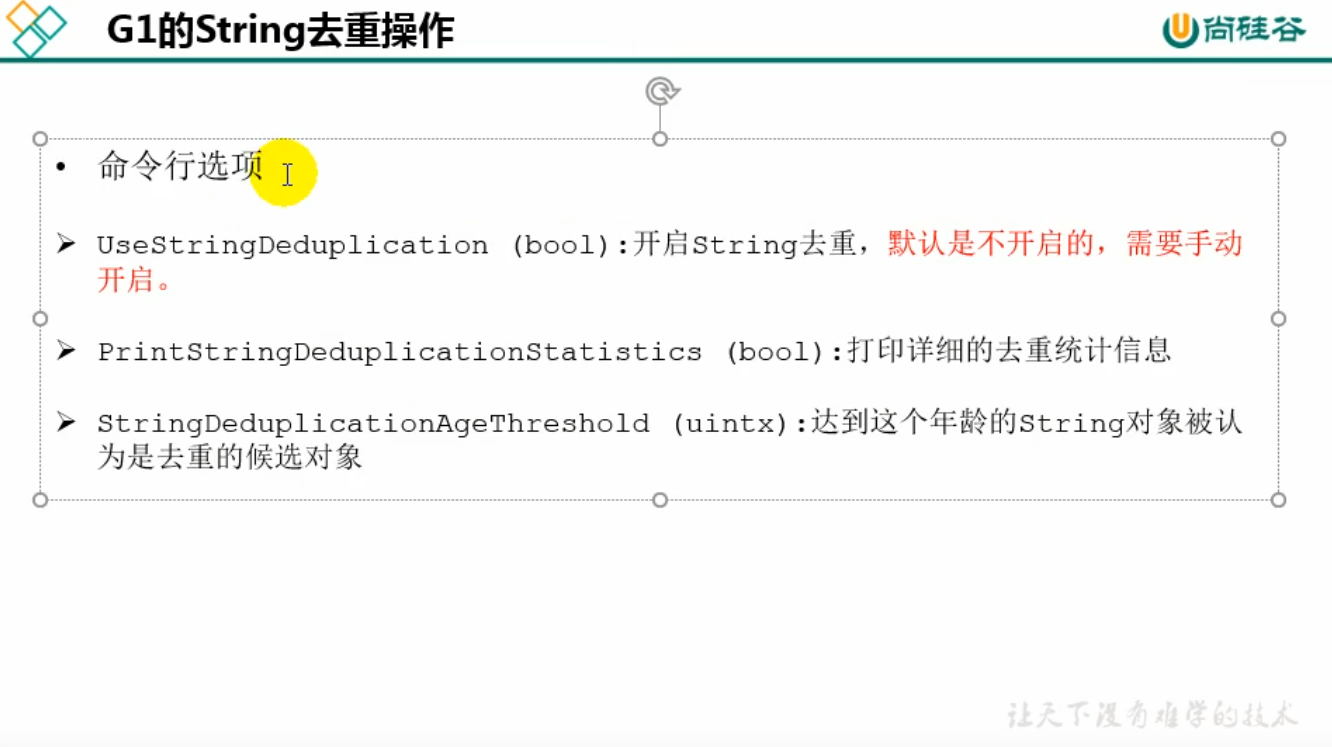 G1的String去重操作
尚硅谷
• 命令行选项
➢ UseStringDeduplication (bool):开启String去重，默认是不开启的，需要手动
开启。
➢ PrintStringDeduplicationStatistics (bool):打印详细的去重统计信息
➢ StringDeduplicationAgeThreshold (uintx):达到这个年龄的String对象被认
为是去重的候选对象
让天下没有难学的技术